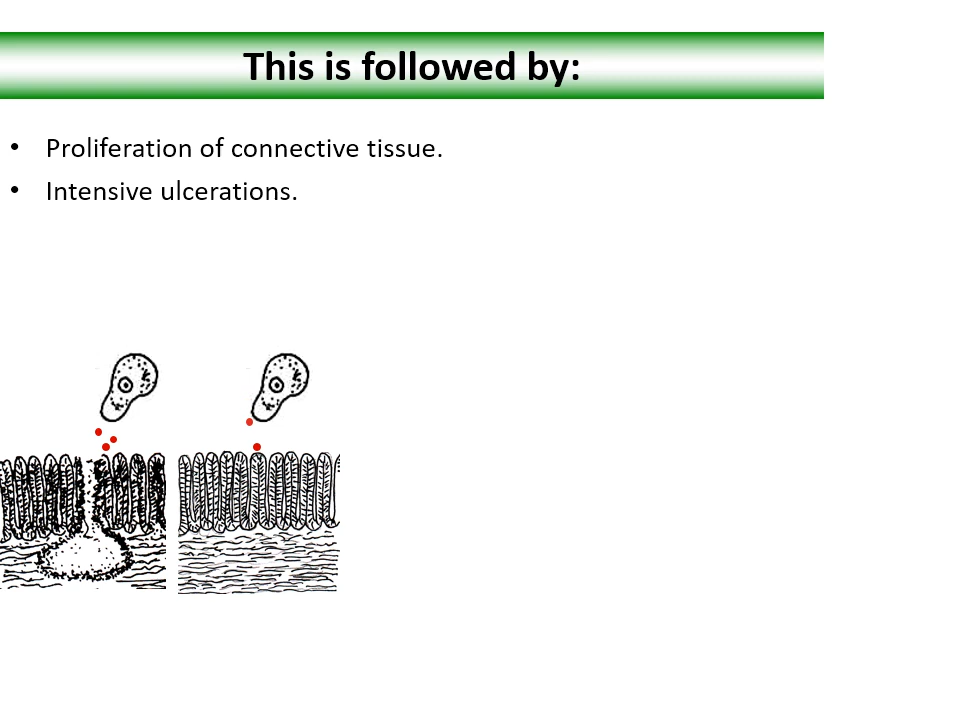 This is followed by:
• Proliferation of connective tissue.
• Intensive ulcerations.